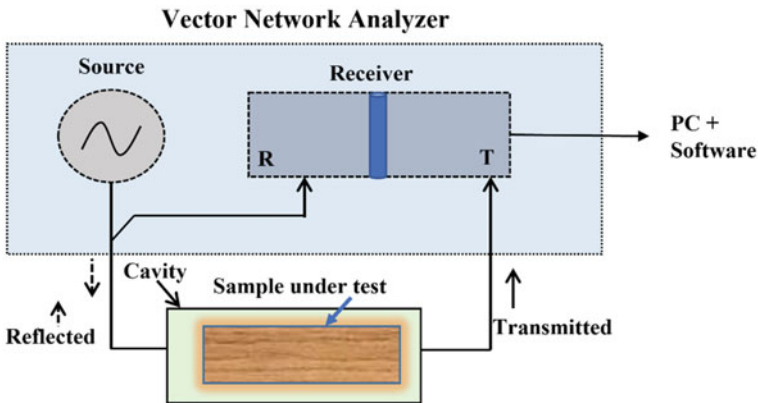 Vector Network Analyzer
Source
Receiver
R
T
PC +
Software
Cavity
Sample under test
Reflected
Transmitted